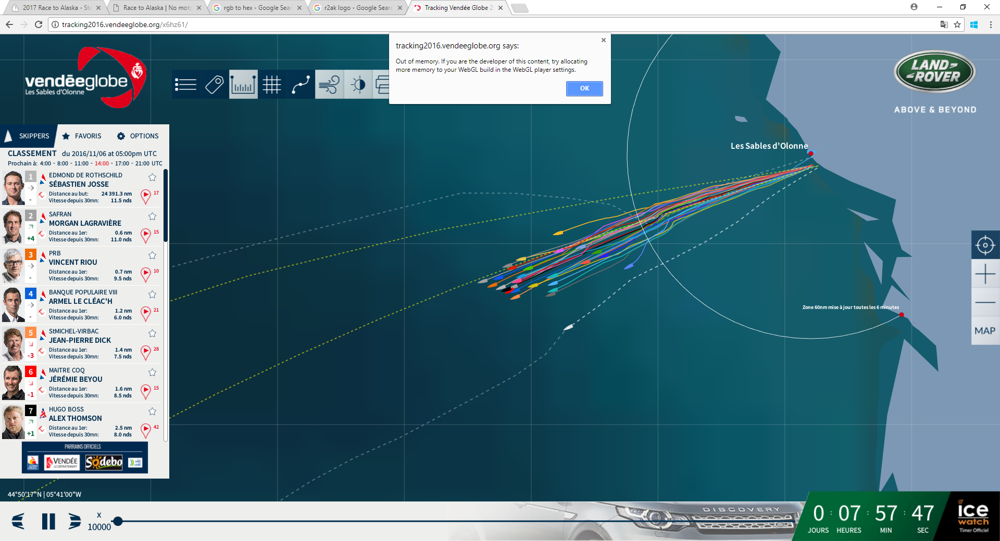 2017 Race to Alaska - Sta
Race to Alaska | No moto
rgb to hex - Google Sear
r2ak logo - Google Searc
Tracking Vendée Globe 2
tracking2016.vendeeglobe.org/x6hz61/
tracking2016.vendeeglobe.org says:
Out of memory. If you are the developer of this content, try allocating
more memory to your WebGL build in the WebGL player settings.
OK
vendéeglobe
Les Sables d'Olonne
LAND-
-ROVER
ABOVE & BEYOND
SKIPPERS
FAVORIS
OPTIONS
CLASSEMENT du 2016/11/06 at 05:00pm UTC
Prochain à: 4:00 - 8:00 - 11:00 - 14:00 - 17:00 - 21:00 UTC
1 EDMOND DE ROTHSCHILD
SÉBASTIEN JOSSE
Distance au but: 24 391.3 nm 17
- Vitesse depuis 30mn: 11.5 nds
2 SAFRAN
MORGAN LAGRAVIÈRE
Distance au 1er: 0.6 nm 15
+4 Vitesse depuis 30mn: 11.0 nds
3 PRB
VINCENT RIOU
Distance au 1er: 0.7 nm 10
- Vitesse depuis 30mn: 9.5 nds
4 BANQUE POPULAIRE VIII
ARMEL LE CLÉAC'H
Distance au 1er: 1.2 nm 21
- Vitesse depuis 30mn: 6.0 nds
5 StMICHEL-VIRBAC
JEAN-PIERRE DICK
Distance au 1er: 1.4 nm 28
-3 Vitesse depuis 30mn: 7.5 nds
6 MAITRE COQ
JÉRÉMIE BEYOU
Distance au 1er: 1.6 nm 15
-1 Vitesse depuis 30mn: 8.5 nds
7 HUGO BOSS
ALEX THOMSON
Distance au 1er: 2.5 nm 42
+1 Vitesse depuis 30mn: 8.0 nds
PARRAINS OFFICIELS
VENDÉE
LE DÉPARTEMENT
Sodebo
Les Sables d'Olonne
Zone 60nm mise à jour toutes les 6 minutes
MAP
44°50'17"N | 05°41'00"W
X
10000
DISCOVERY
0 : 07 : 57 : 47
JOURS HEURES MIN SEC
ice
watch
Timer Officiel